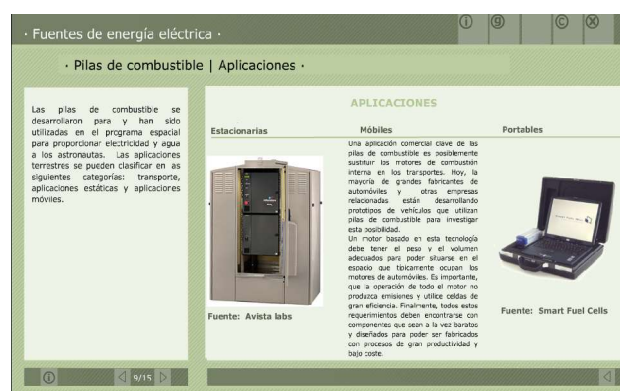 · Fuentes de energía eléctrica ·
i g C X
· Pilas de combustible | Aplicaciones ·
Las pilas de combustible se
desarrollaron para y han sido
utilizadas en el programa espacial
para proporcionar electricidad y agua
a los astronautas. Las aplicaciones
terrestres se pueden clasificar en as
siguientes categorías: transporte,
aplicaciones estáticas y aplicaciones
móviles.
APLICACIONES
Estacionarias
Fuente: Avista labs
Móbiles
Una aplicación comercial clave de las
pilas de combustible es posiblemente
sustituir los motores de combustión
interna en los transportes. Hoy, la
mayoría de grandes fabricantes de
automóviles y otras empresas
relacionadas están desarrollando
prototipos de vehículos que utilizan
pilas de combustible para investigar
esta posibilidad.
Un motor basado en esta tecnología
debe tener el peso y el volumen
adecuados para poder situarse en el
espacio que típicamente ocupan los
motores de automóviles. Es importante,
que la operación de todo el motor no
produzca emisiones y utilice celdas de
gran eficiencia. Finalmente, todos estos
requerimientos deben encontrarse con
componentes que sean a la vez baratos
y diseñados para poder ser fabricados
con procesos de gran productividad y
bajo coste.
Portables
Fuente: Smart Fuel Cells
i
9/15